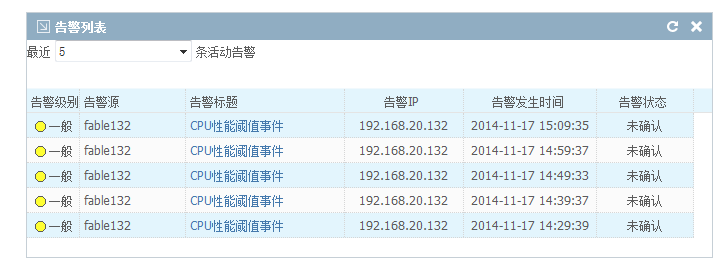 告警列表
最近 5 条活动告警
告警级别 告警源 告警标题 告警IP 告警发生时间 告警状态
一般 fable132 CPU性能阈值事件 192.168.20.132 2014-11-17 15:09:35 未确认
一般 fable132 CPU性能阈值事件 192.168.20.132 2014-11-17 14:59:37 未确认
一般 fable132 CPU性能阈值事件 192.168.20.132 2014-11-17 14:49:33 未确认
一般 fable132 CPU性能阈值事件 192.168.20.132 2014-11-17 14:39:37 未确认
一般 fable132 CPU性能阈值事件 192.168.20.132 2014-11-17 14:29:39 未确认